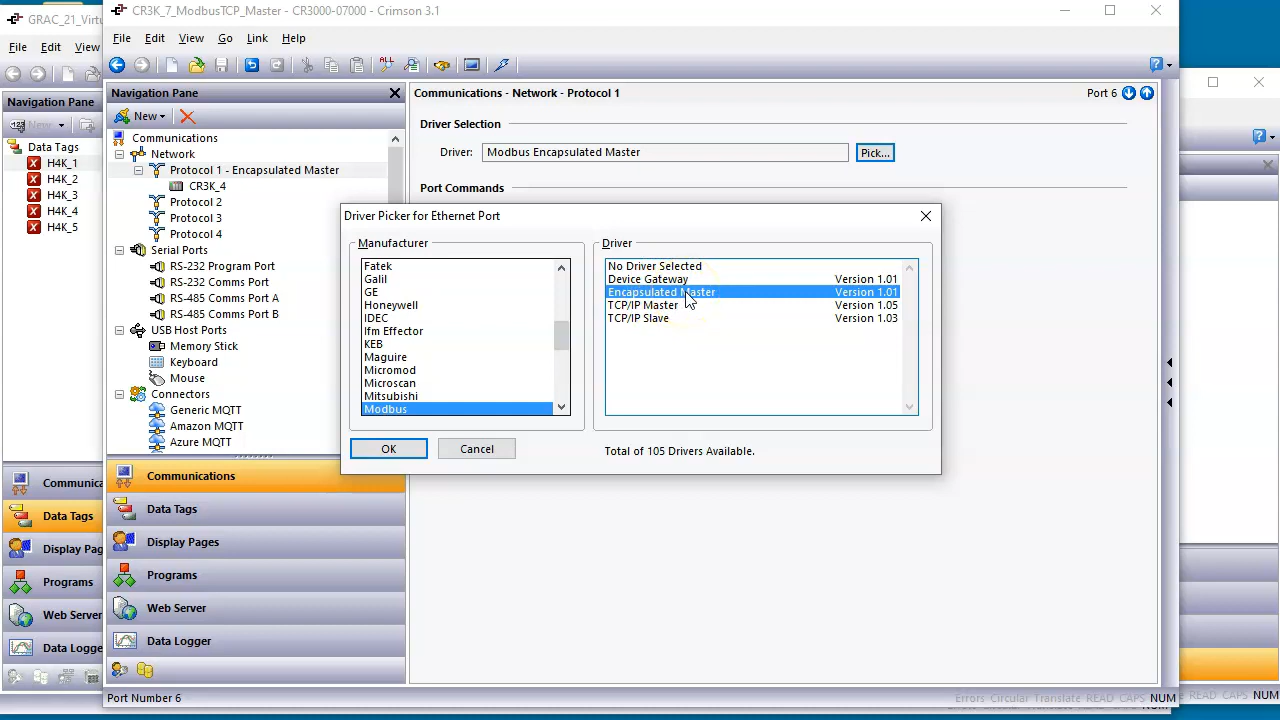 GRAC_21_Virtu
File Edit View
Navigation Pane
New
Data Tags
H4K_1
H4K_2
H4K_3
H4K_4
H4K_5
Communica
Data Tags
Display Pag
Programs
Web Server
Data Logge
CR3K_7_ModbusTCP_Master - CR3000-07000 - Crimson 3.1
File Edit View Go Link Help
Navigation Pane
New
Communications
Network
Protocol 1 - Encapsulated Master
CR3K_4
Protocol 2
Protocol 3
Protocol 4
Serial Ports
RS-232 Program Port
RS-232 Comms Port
RS-485 Comms Port A
RS-485 Comms Port B
USB Host Ports
Memory Stick
Keyboard
Mouse
Connectors
Generic MQTT
Amazon MQTT
Azure MQTT
Communications
Data Tags
Display Pages
Programs
Web Server
Data Logger
Communications - Network - Protocol 1 Port 6
Driver Selection
Driver: Modbus Encapsulated Master Pick...
Port Commands
Driver Picker for Ethernet Port
Manufacturer
Fatek
Galil
GE
Honeywell
IDEC
Ifm Effector
KEB
Maguire
Micromod
Microscan
Mitsubishi
Modbus
Driver
No Driver Selected
Device Gateway Version 1.01
Encapsulated Master Version 1.01
TCP/IP Master Version 1.05
TCP/IP Slave Version 1.03
OK Cancel Total of 105 Drivers Available.
Port Number 6 Errors Circular Translate READ CAPS NUM
READ CAPS NUM